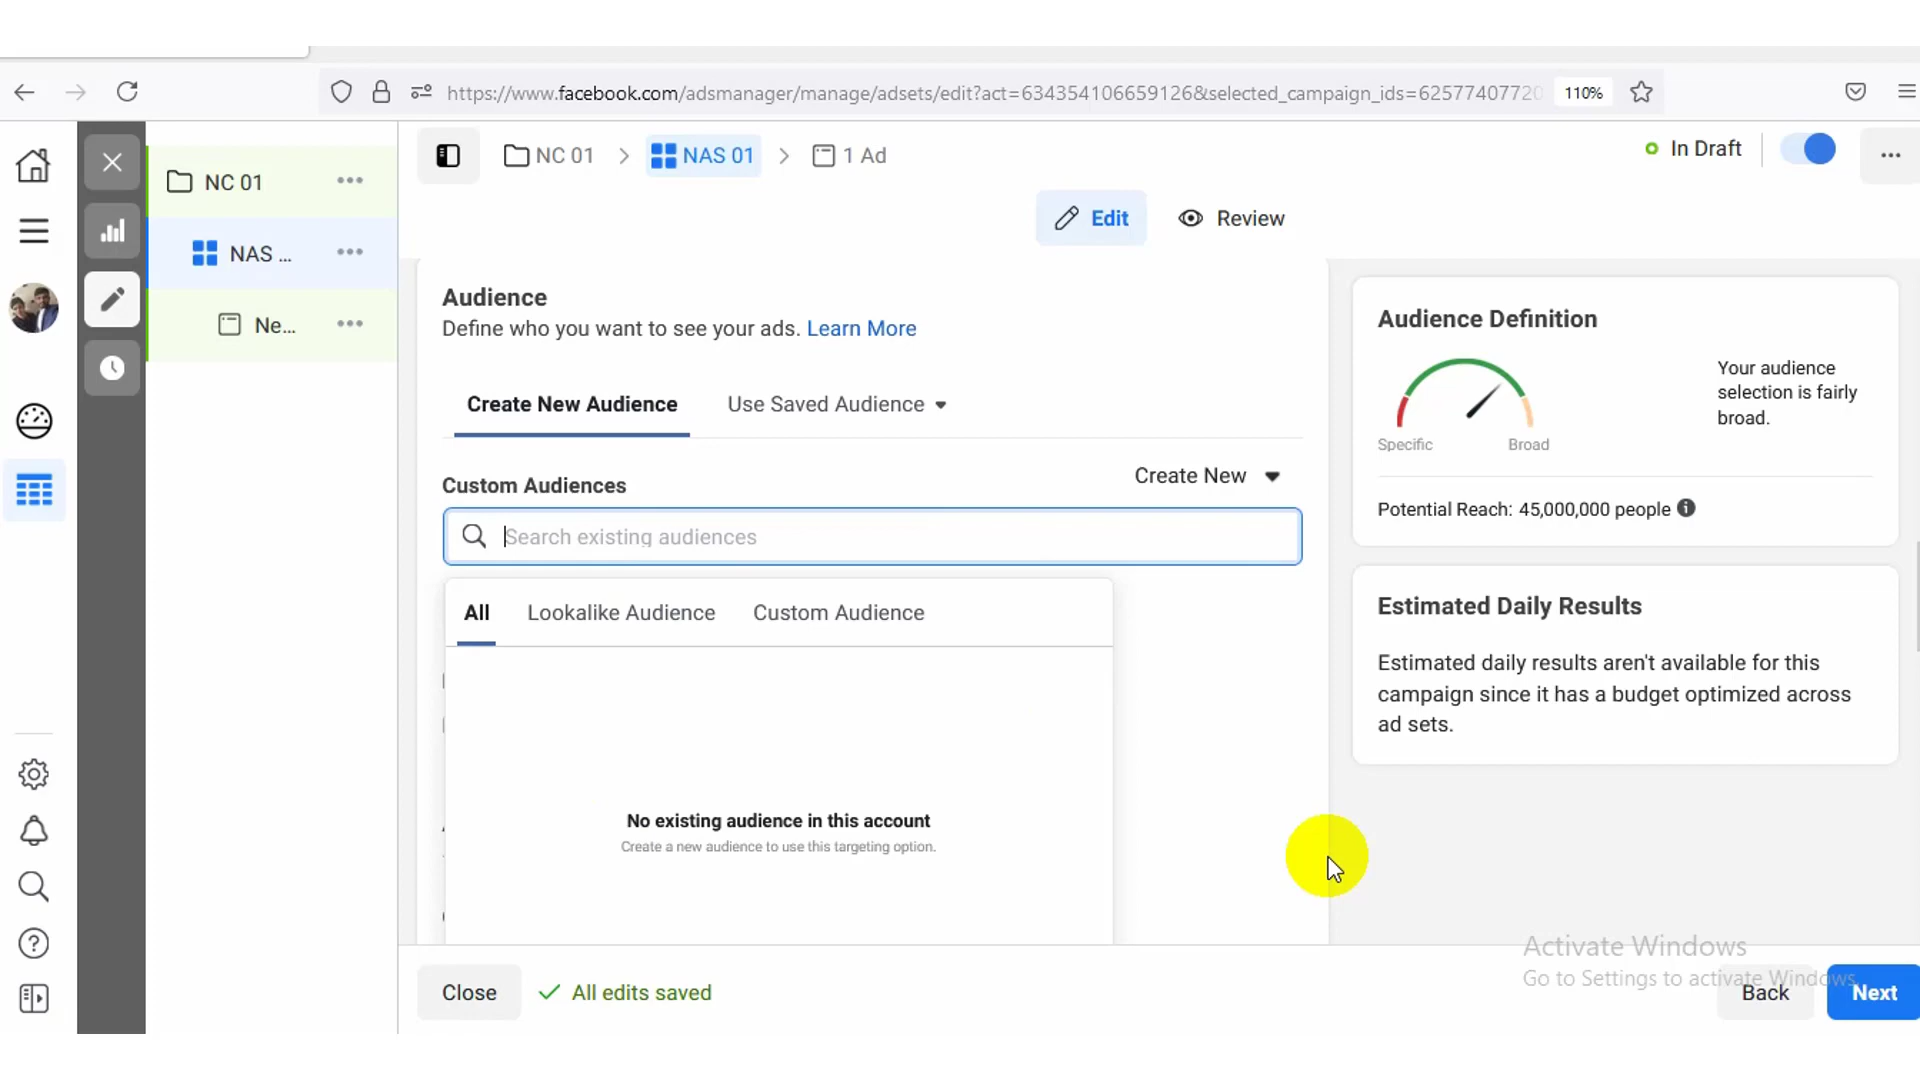 https://www.facebook.com/adsmanager/manage/adsets/edit?act=634354106659126&selected_campaign_ids=62577407720
110%
NC 01
NAS 01
1 Ad
In Draft
NC 01
NAS ...
Ne...
Edit
Review
Audience
Define who you want to see your ads. Learn More
Create New Audience
Use Saved Audience
Custom Audiences
Create New
Search existing audiences
All
Lookalike Audience
Custom Audience
No existing audience in this account
Create a new audience to use this targeting option.
Audience Definition
Your audience
selection is fairly
broad.
Specific
Broad
Potential Reach: 45,000,000 people
Estimated Daily Results
Estimated daily results aren't available for this
campaign since it has a budget optimized across
ad sets.
Activate Windows
Go to Settings to activate Windows.
Close
All edits saved
Back
Next